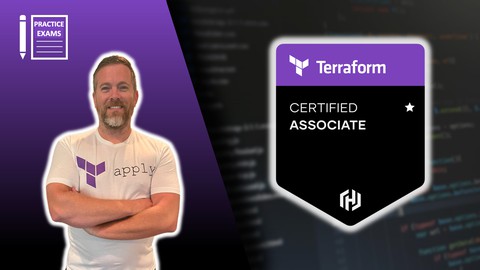 PRACTICE
EXAMS
apply
Terraform
CERTIFIED
ASSOCIATE